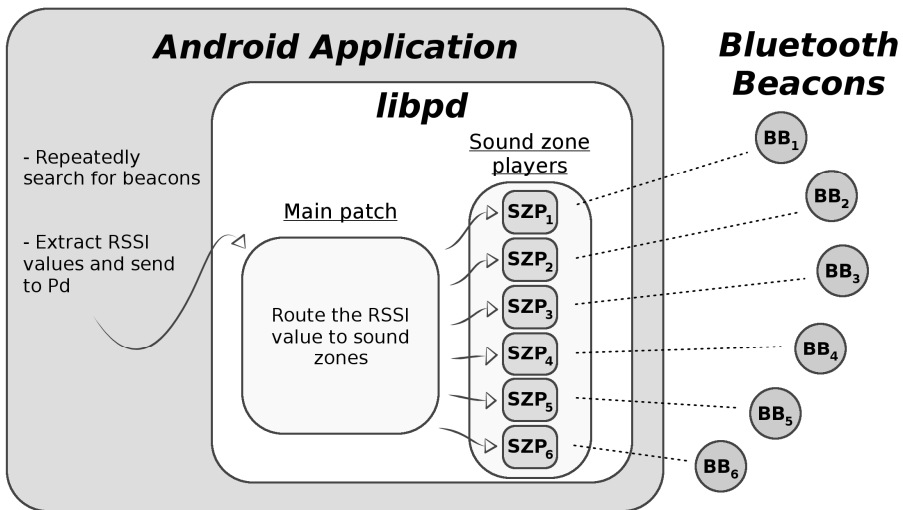 Android Application
Bluetooth
Beacons
libpd
- Repeatedly
search for beacons
- Extract RSSI
values and send
to Pd
Main patch
Route the RSSI
value to sound
zones
Sound zone
players
SZP₁
SZP₂
SZP₃
SZP₄
SZP₅
SZP₆
BB₁
BB₂
BB₃
BB₄
BB₅
BB₆